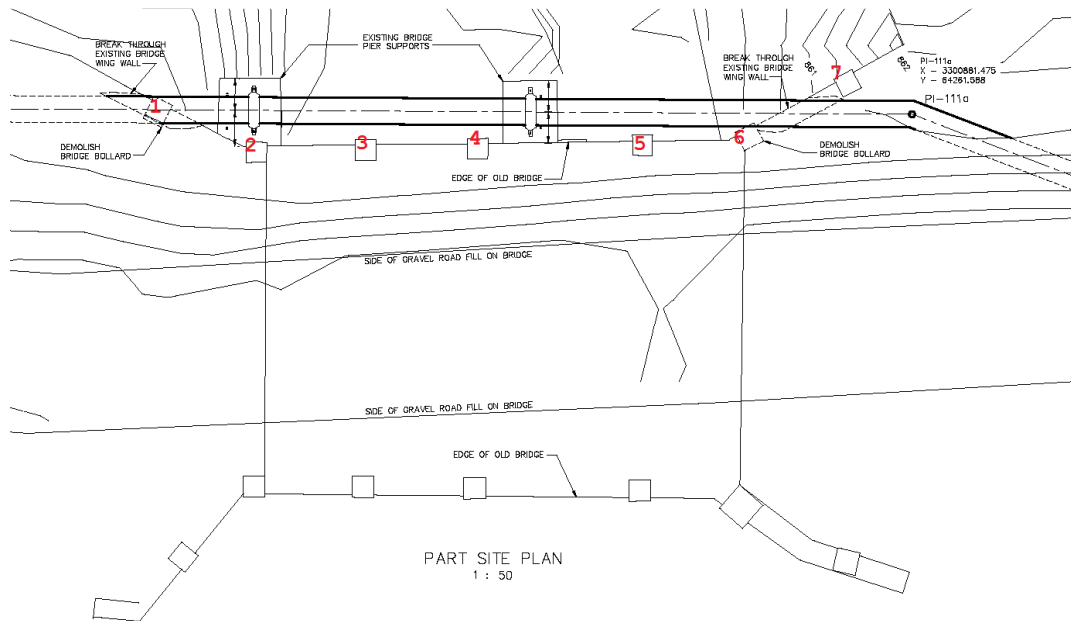 BREAK THROUGH
EXISTING BRIDGE
WING WALL
EXISTING BRIDGE
PIER SUPPORTS
BREAK THROUGH
EXISTING BRIDGE
WING WALL
861
862
PI-111a
X - 3300881.475
Y - 64261.588
PI-111a
1
2
3
4
5
6
7
DEMOLISH
BRIDGE BOLLARD
DEMOLISH
BRIDGE BOLLARD
EDGE OF OLD BRIDGE
SIDE OF GRAVEL ROAD FILL ON BRIDGE
SIDE OF GRAVEL ROAD FILL ON BRIDGE
EDGE OF OLD BRIDGE
PART SITE PLAN
1 : 50